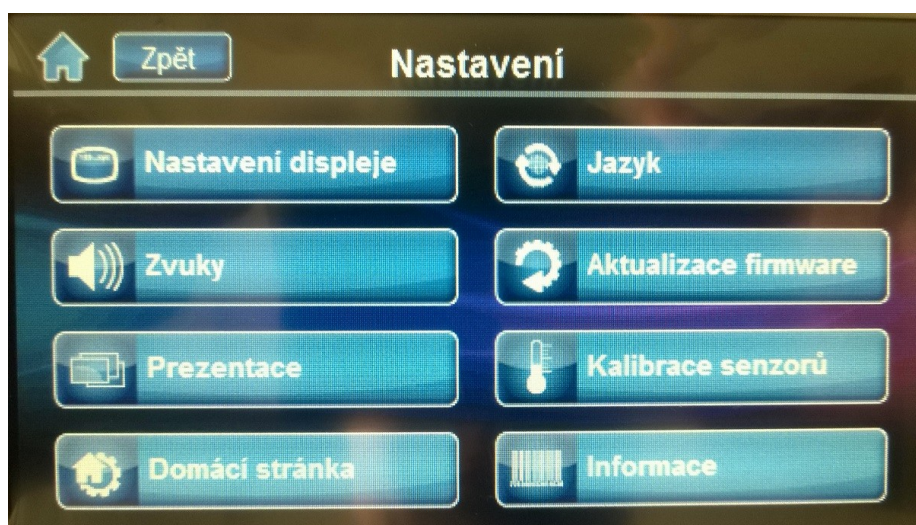 Zpět
Nastavení
Nastavení displeje
Jazyk
Zvuky
Aktualizace firmware
Prezentace
Kalibrace senzorů
Domácí stránka
Informace